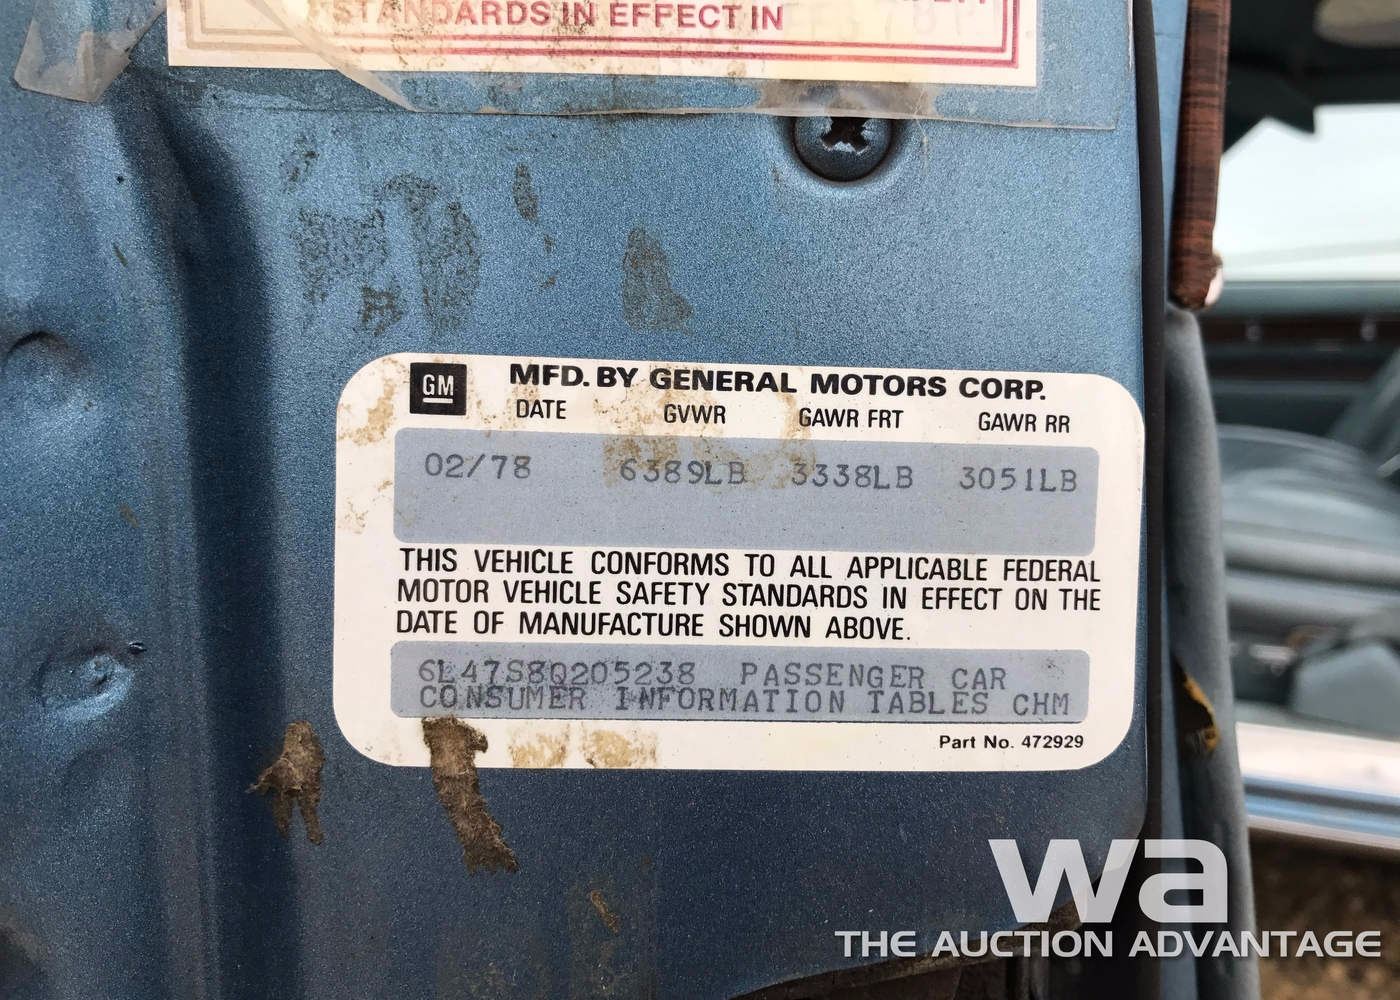 STANDARDS IN EFFECT IN
GM
MFD. BY GENERAL MOTORS CORP.
DATE GVWR GAWR FRT GAWR RR
02/78 6389LB 3338LB 3051LB
THIS VEHICLE CONFORMS TO ALL APPLICABLE FEDERAL
MOTOR VEHICLE SAFETY STANDARDS IN EFFECT ON THE
DATE OF MANUFACTURE SHOWN ABOVE.
6L47S8Q205238 PASSENGER CAR
CONSUMER INFORMATION TABLES CHM
Part No. 472929
wa
THE AUCTION ADVANTAGE